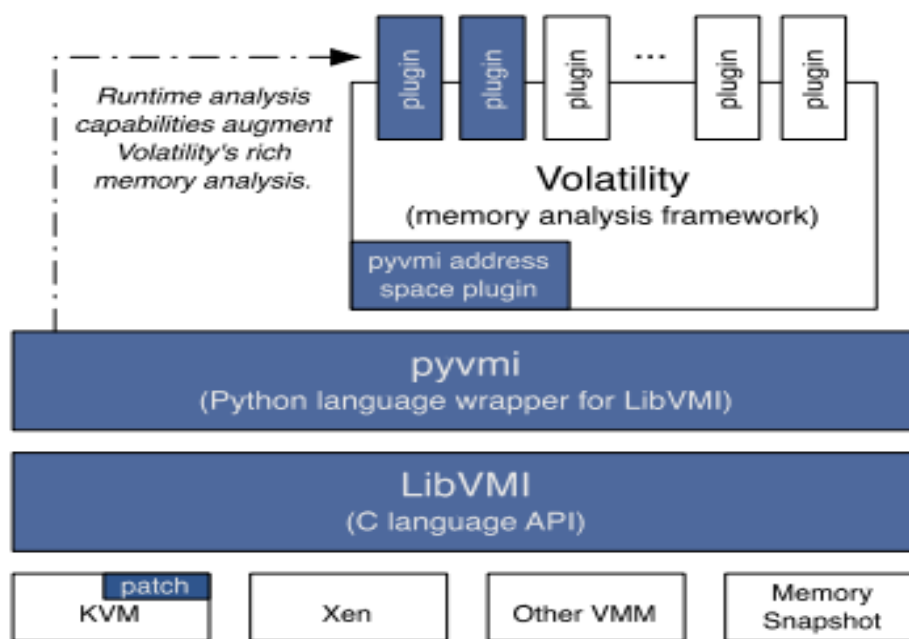 plugin
plugin
plugin
...
plugin
plugin
Runtime analysis
capabilities augment
Volatility's rich
memory analysis.
Volatility
(memory analysis framework)
pyvmi address
space plugin
pyvmi
(Python language wrapper for LibVMI)
LibVMI
(C language API)
patch
KVM
Xen
Other VMM
Memory
Snapshot